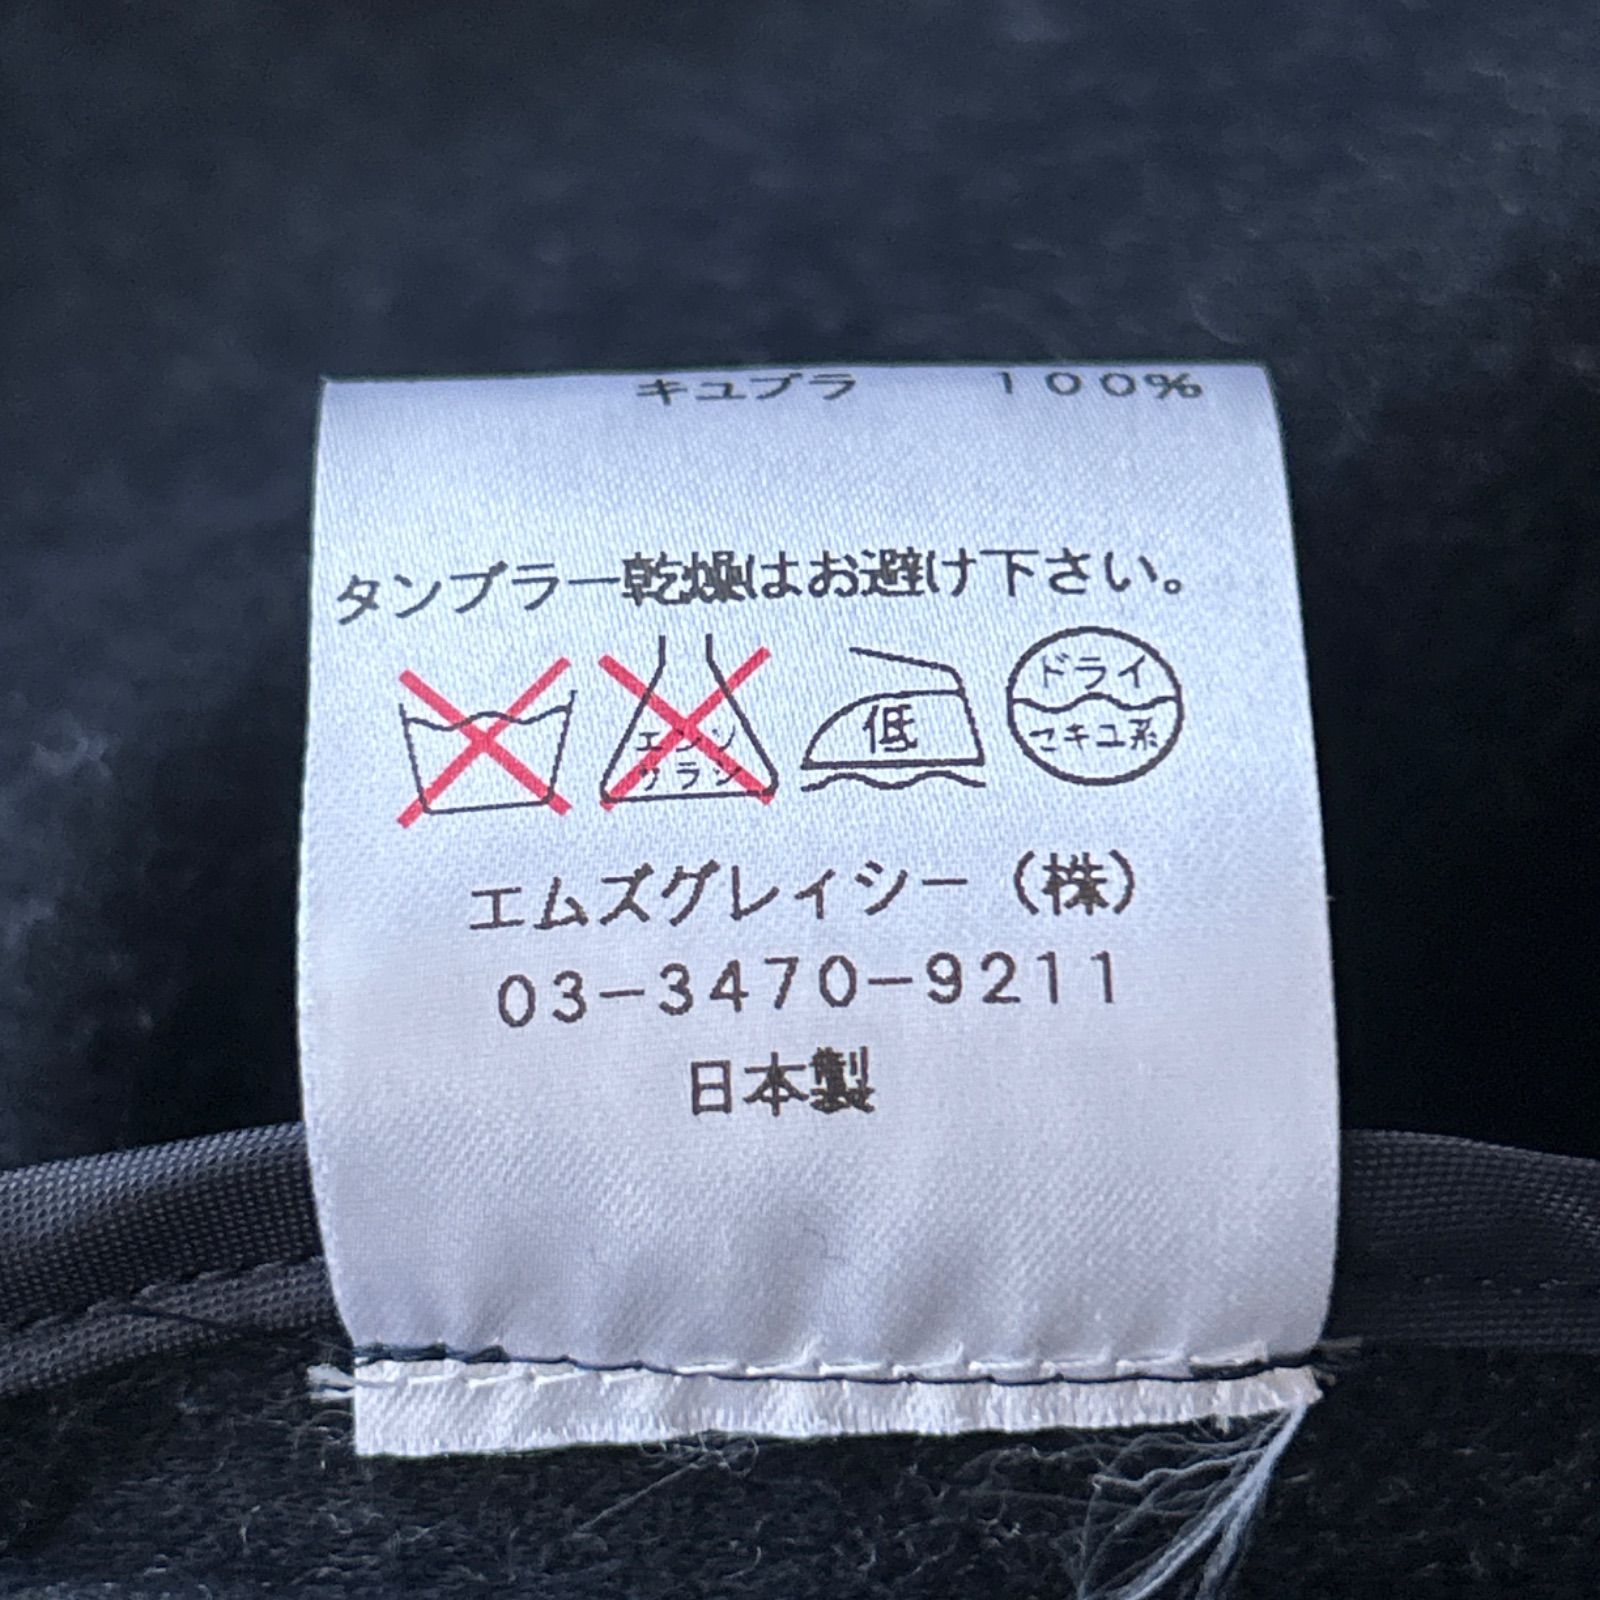 キュプラ 100%
タンブラー乾燥はお避け下さい。
エンソ
サラシ
低
ドライ
セキユ系
エムズグレイシー（株）
03-3470-9211
日本製